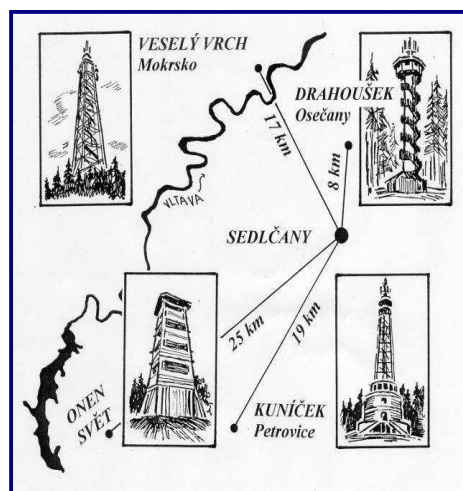 VESELÝ VRCH
Mokrsko
DRAHOUŠEK
Osečany
17 km
8 km
VLTAVA
SEDLČANY
25 km
19 km
ONEN
SVĚT
KUNÍČEK
Petrovice